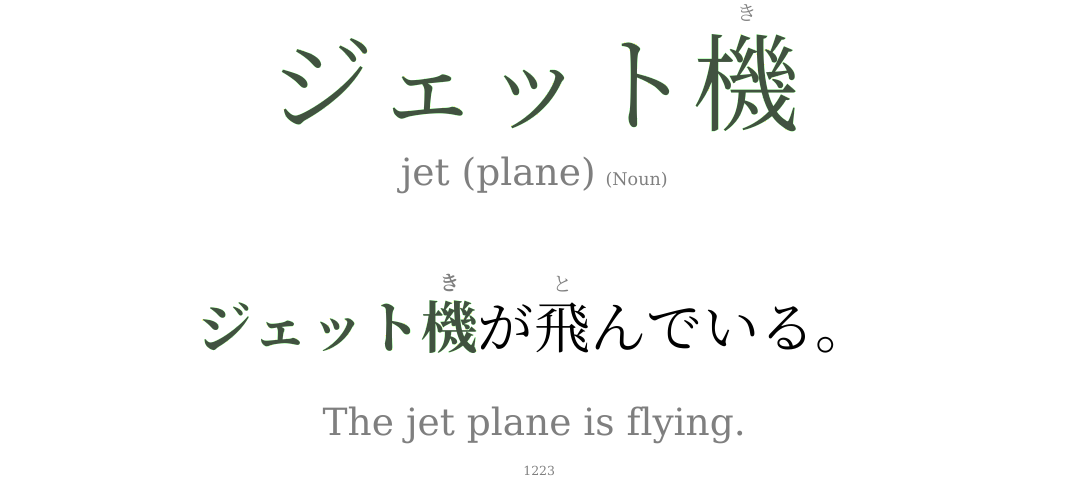 き
ジェット機
jet (plane) (Noun)
き と
ジェット機が飛んでいる。
The jet plane is flying.
1223